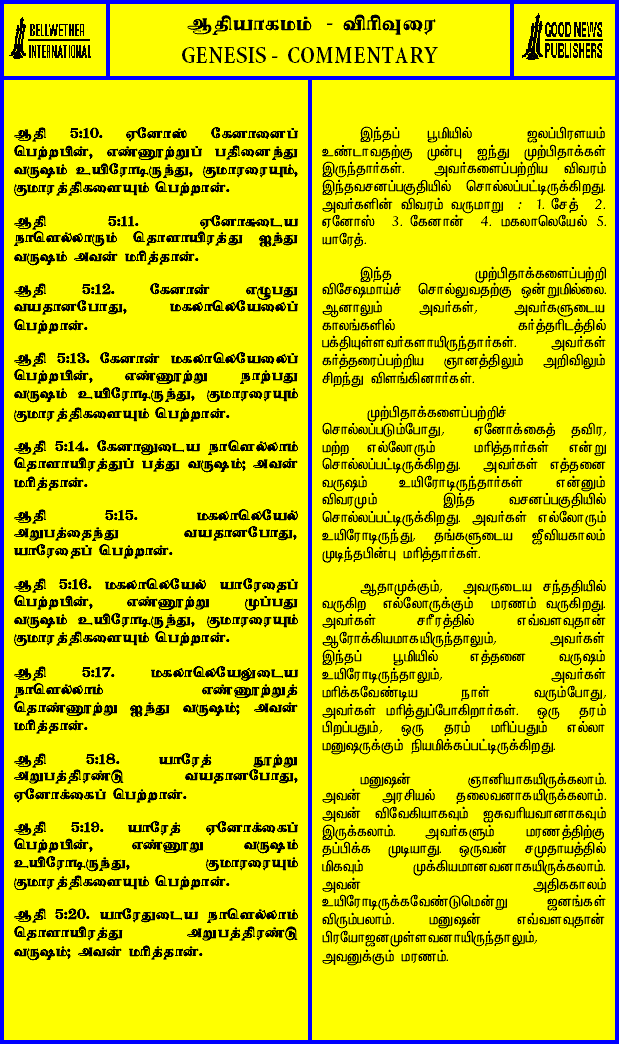 BELLWETHER
INTERNATIONAL
ஆதியாகமம் - விரிவுரை
GENESIS - COMMENTARY
GOOD NEWS
PUBLISHERS
ஆதி 5:10. ஏனோஸ் கேனானைப்
பெற்றபின், எண்ணூற்றுப் பதினைந்து
வருஷம் உயிரோடிருந்து, குமாரரையும்,
குமாரத்திகளையும் பெற்றான்.
ஆதி 5:11. ஏனோசுடைய
நாளெல்லாரும் தொளாயிரத்து ஐந்து
வருஷம் அவன் மரித்தான்.
ஆதி 5:12. கேனான் எழுபது
வயதானபோது, மகலாலெயேலைப்
பெற்றான்.
ஆதி 5:13. கேனான் மகலாலெயேலைப்
பெற்றபின், எண்ணூற்று நாற்பது
வருஷம் உயிரோடிருந்து, குமாரரையும்
குமாரத்திகளையும் பெற்றான்.
ஆதி 5:14. கேனானுடைய நாளெல்லாம்
தொளாயிரத்துப் பத்து வருஷம்; அவன்
மரித்தான்.
ஆதி 5:15. மகலாலெயேல்
அறுபத்தைந்து வயதானபோது,
யாரேதைப் பெற்றான்.
ஆதி 5:16. மகலாலெயேல் யாரேதைப்
பெற்றபின், எண்ணூற்று முப்பது
வருஷம் உயிரோடிருந்து, குமாரரையும்
குமாரத்திகளையும் பெற்றான்.
ஆதி 5:17. மகலாலெயேலுடைய
நாளெல்லாம் எண்ணூற்றுத்
தொண்ணூற்று ஐந்து வருஷம்; அவன்
மரித்தான்.
ஆதி 5:18. யாரேத் நூற்று
அறுபத்திரண்டு வயதானபோது,
ஏனோக்கைப் பெற்றான்.
ஆதி 5:19. யாரேத் ஏனோக்கைப்
பெற்றபின், எண்ணூறு வருஷம்
உயிரோடிருந்து, குமாரரையும்
குமாரத்திகளையும் பெற்றான்.
ஆதி 5:20. யாரேதுடைய நாளெல்லாம்
தொளாயிரத்து அறுபத்திரண்டு
வருஷம்; அவன் மரித்தான்.
இந்தப் பூமியில் ஜலப்பிரளயம்
உண்டாவதற்கு முன்பு ஐந்து முற்பிதாக்கள்
இருந்தார்கள். அவர்களைப்பற்றிய விவரம்
இந்தவசனப்பகுதியில் சொல்லப்பட்டிருக்கிறது.
அவர்களின் விவரம் வருமாறு : 1. சேத் 2.
ஏனோஸ் 3. கேனான் 4. மகலாலெயேல் 5.
யாரேத்.
இந்த முற்பிதாக்களைப்பற்றி
விசேஷமாய்ச் சொல்லுவதற்கு ஒன்றுமில்லை.
ஆனாலும் அவர்கள், அவர்களுடைய
காலங்களில் கர்த்தரிடத்தில்
பக்தியுள்ளவர்களாயிருந்தார்கள். அவர்கள்
கர்த்தரைப்பற்றிய ஞானத்திலும் அறிவிலும்
சிறந்து விளங்கினார்கள்.
முற்பிதாக்களைப்பற்றிச்
சொல்லப்படும்போது, ஏனோக்கைத் தவிர,
மற்ற எல்லோரும் மரித்தார்கள் என்று
சொல்லப்பட்டிருக்கிறது. அவர்கள் எத்தனை
வருஷம் உயிரோடிருந்தார்கள் என்னும்
விவரமும் இந்த வசனப்பகுதியில்
சொல்லப்பட்டிருக்கிறது. அவர்கள் எல்லோரும்
உயிரோடிருந்து, தங்களுடைய ஜீவியகாலம்
முடிந்தபின்பு மரித்தார்கள்.
ஆதாமுக்கும், அவருடைய சந்ததியில்
வருகிற எல்லோருக்கும் மரணம் வருகிறது.
அவர்கள் சரீரத்தில் எவ்வளவுதான்
ஆரோக்கியமாகயிருந்தாலும், அவர்கள்
இந்தப் பூமியில் எத்தனை வருஷம்
உயிரோடிருந்தாலும், அவர்கள்
மரிக்கவேண்டிய நாள் வரும்போது,
அவர்கள் மரித்துப்போகிறார்கள். ஒரு தரம்
பிறப்பதும், ஒரு தரம் மரிப்பதும் எல்லா
மனுஷருக்கும் நியமிக்கப்பட்டிருக்கிறது.
மனுஷன் ஞானியாகயிருக்கலாம்.
அவன் அரசியல் தலைவனாகயிருக்கலாம்.
அவன் விவேகியாகவும் ஐசுவரியவானாகவும்
இருக்கலாம். அவர்களும் மரணத்திற்கு
தப்பிக்க முடியாது. ஒருவன் சமுதாயத்தில்
மிகவும் முக்கியமானவனாகயிருக்கலாம்.
அவன் அதிககாலம்
உயிரோடிருக்கவேண்டுமென்று ஜனங்கள்
விரும்பலாம். மனுஷன் எவ்வளவுதான்
பிரயோஜனமுள்ளவனாயிருந்தாலும்,
அவனுக்கும் மரணம்.